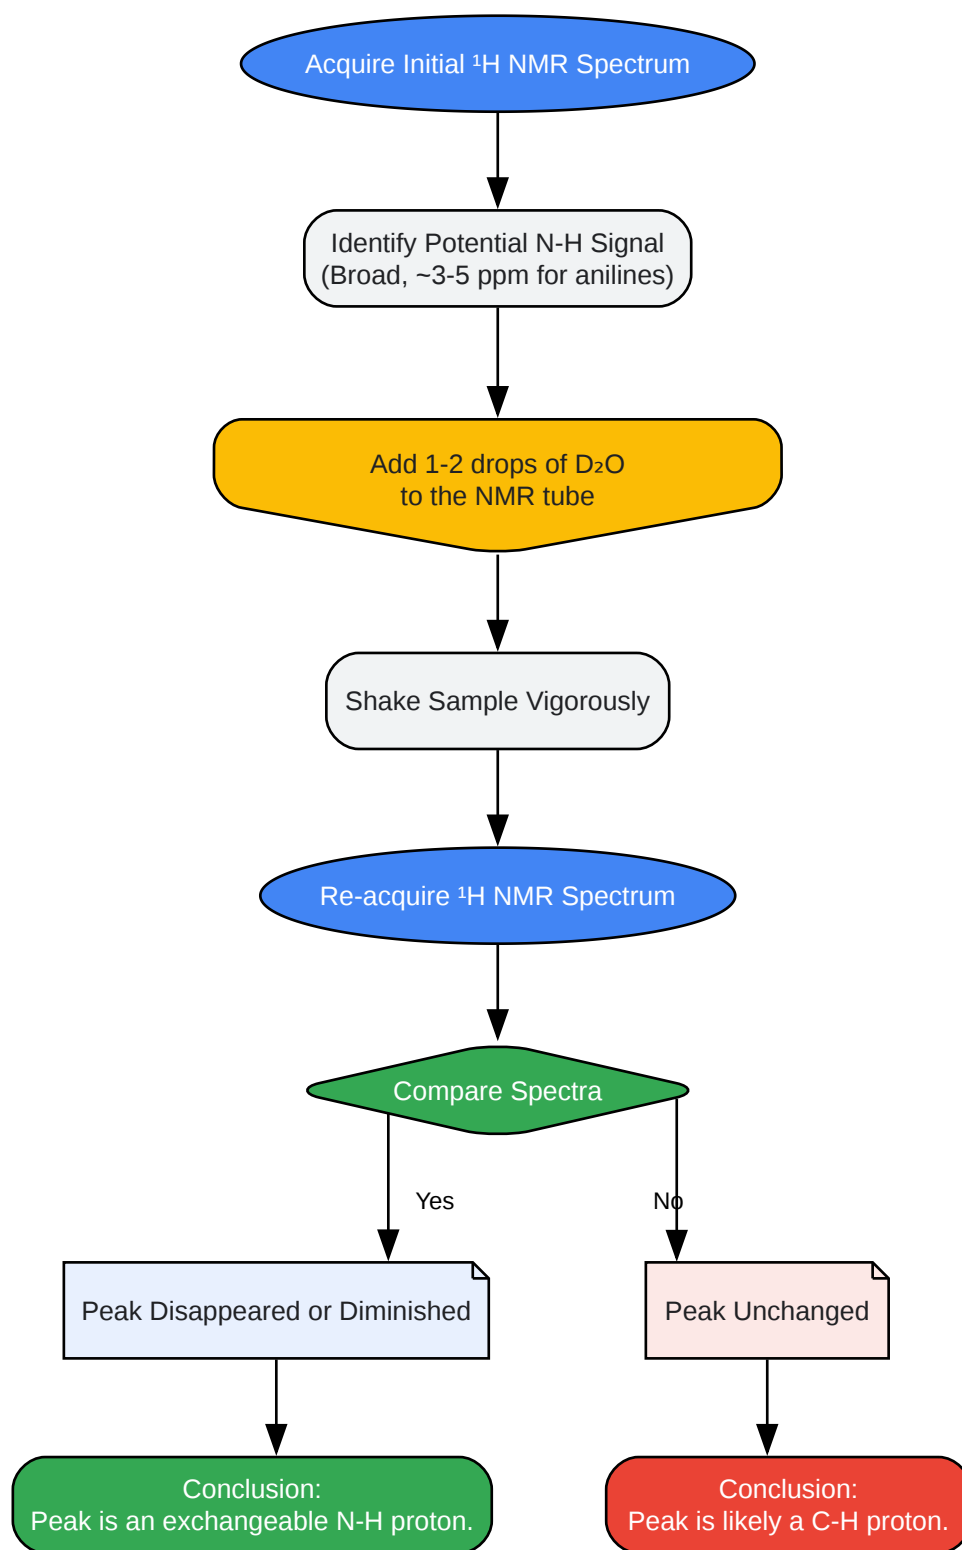 Acquire Initial ¹H NMR Spectrum
Identify Potential N-H Signal
(Broad, ~3-5 ppm for anilines)
Add 1-2 drops of D₂O
to the NMR tube
Shake Sample Vigorously
Re-acquire ¹H NMR Spectrum
Compare Spectra
Yes
No
Peak Disappeared or Diminished
Peak Unchanged
Conclusion:
Peak is an exchangeable N-H proton.
Conclusion:
Peak is likely a C-H proton.